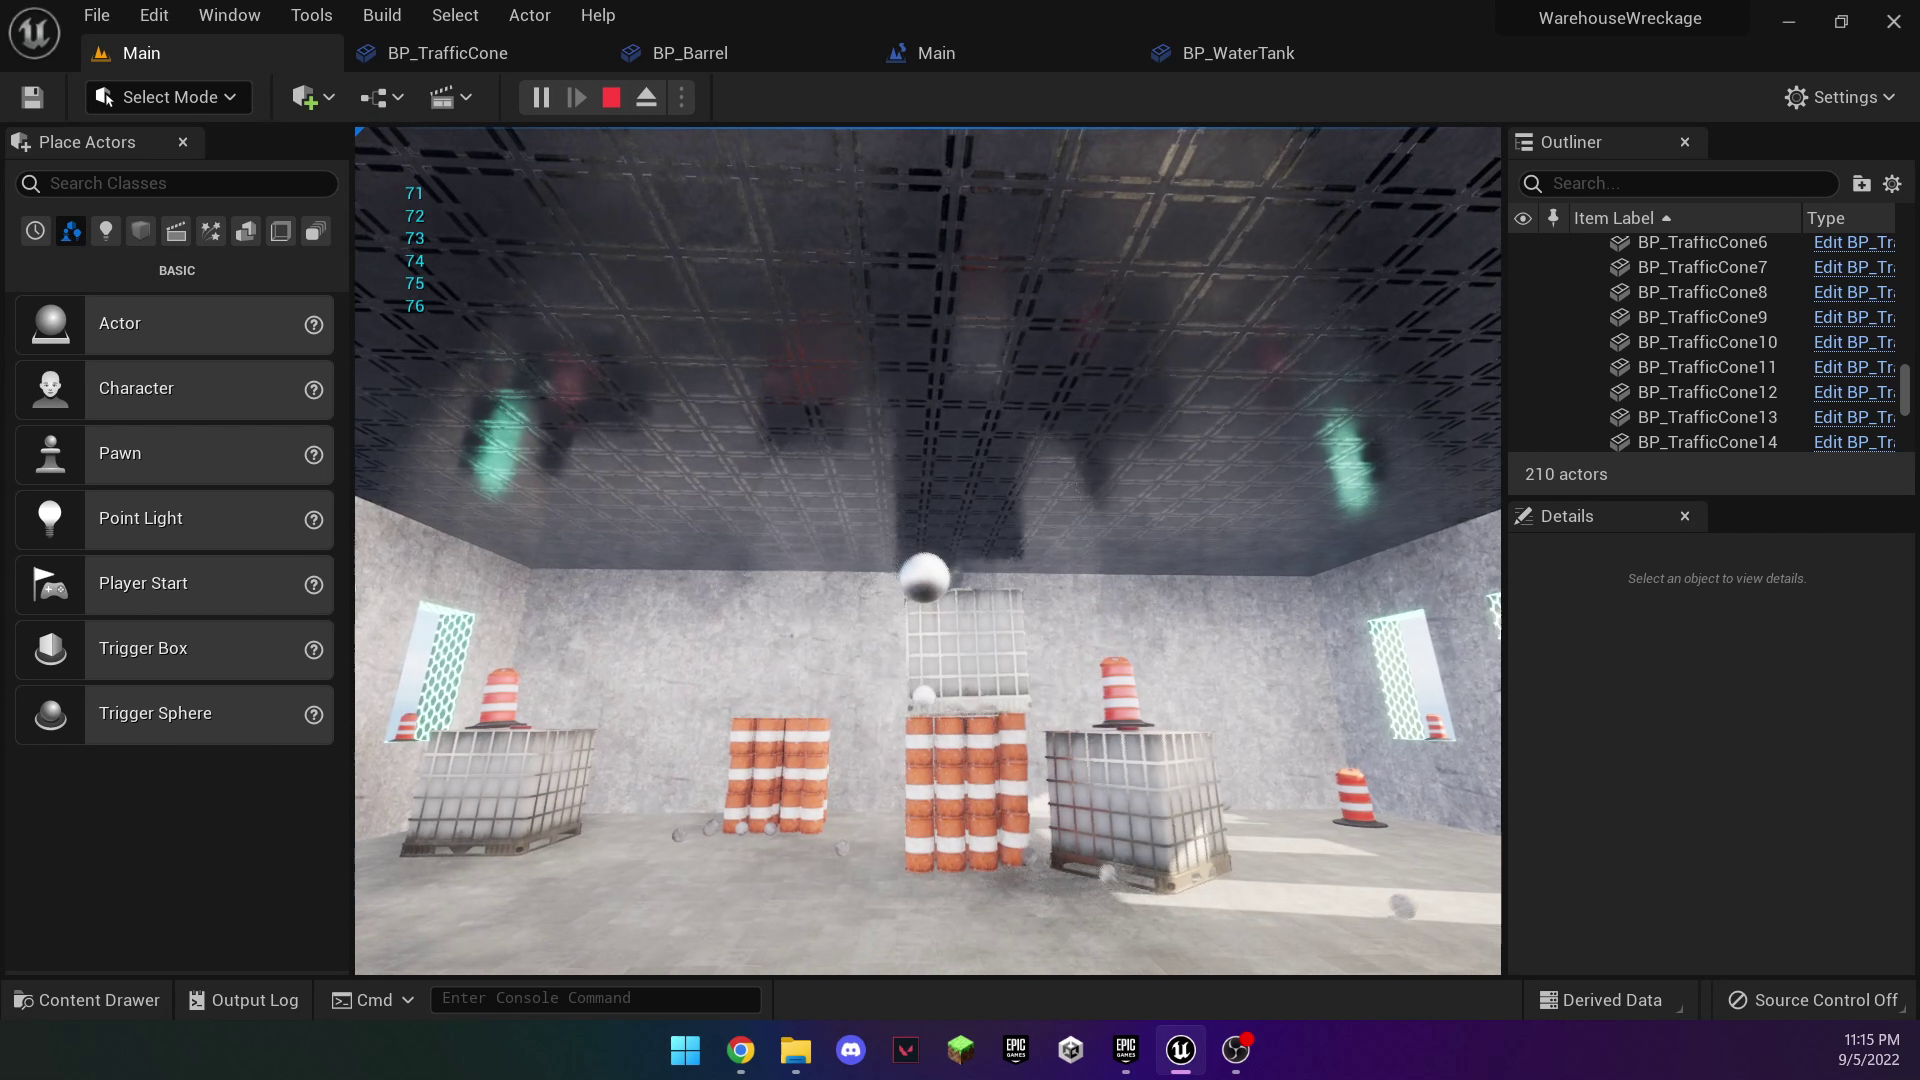 File Edit Window Tools Build Select Actor Help
WarehouseWreckage
Main BP_TrafficCone BP_Barrel Main BP_WaterTank
Select Mode
Settings
Place Actors
Search Classes
BASIC
Actor
Character
Pawn
Point Light
Player Start
Trigger Box
Trigger Sphere
71
72
73
74
75
76
Outliner
Search...
Item Label Type
BP_TrafficCone6 Edit BP_Tr
BP_TrafficCone7 Edit BP_Tr
BP_TrafficCone8 Edit BP_Tr
BP_TrafficCone9 Edit BP_Tr
BP_TrafficCone10 Edit BP_Tr
BP_TrafficCone11 Edit BP_Tr
BP_TrafficCone12 Edit BP_Tr
BP_TrafficCone13 Edit BP_Tr
BP_TrafficCone14 Edit BP_Tr
210 actors
Details
Select an object to view details.
Content Drawer Output Log Cmd Enter Console Command
Derived Data Source Control Off
EPIC GAMES
EPIC GAMES
11:15 PM
9/5/2022